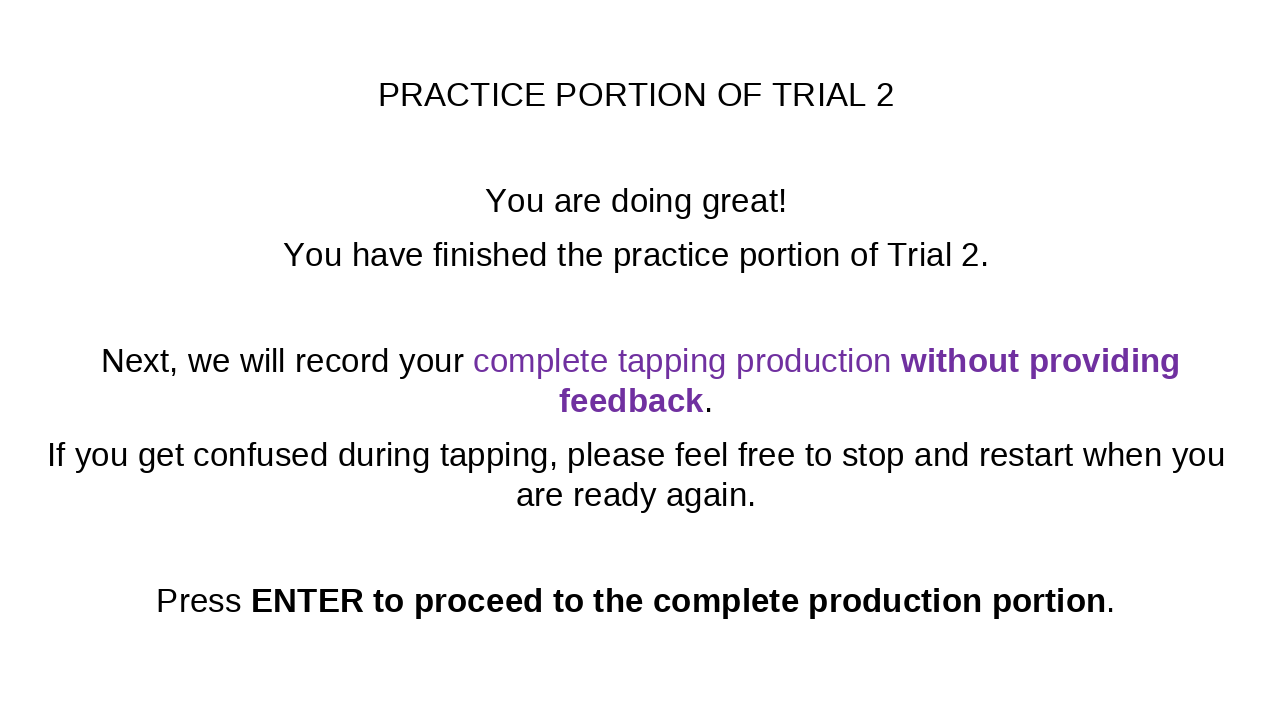 PRACTICE PORTION OF TRIAL 2
You are doing great!
You have finished the practice portion of Trial 2.
Next, we will record your complete tapping production without providing
feedback.
If you get confused during tapping, please feel free to stop and restart when you
are ready again.
Press ENTER to proceed to the complete production portion.